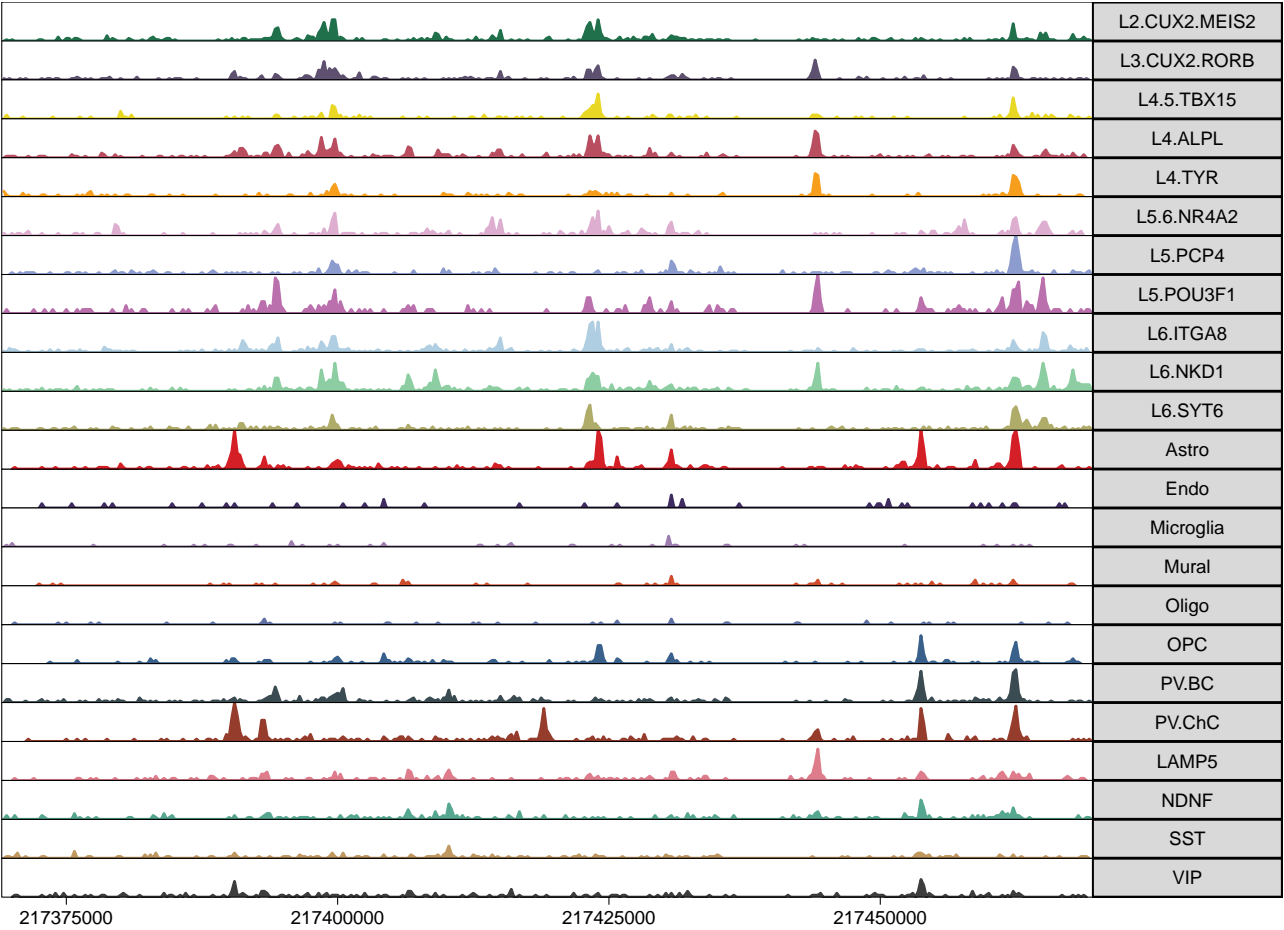 L2.CUX2.MEIS2
L3.CUX2.RORB
L4.5.TBX15
L4.ALPL
L4.TYR
L5.6.NR4A2
L5.PCP4
L5.POU3F1
L6.ITGA8
L6.NKD1
L6.SYT6
Astro
Endo
Microglia
Mural
Oligo
OPC
PV.BC
PV.ChC
LAMP5
NDNF
SST
VIP
217375000 217400000 217425000 217450000